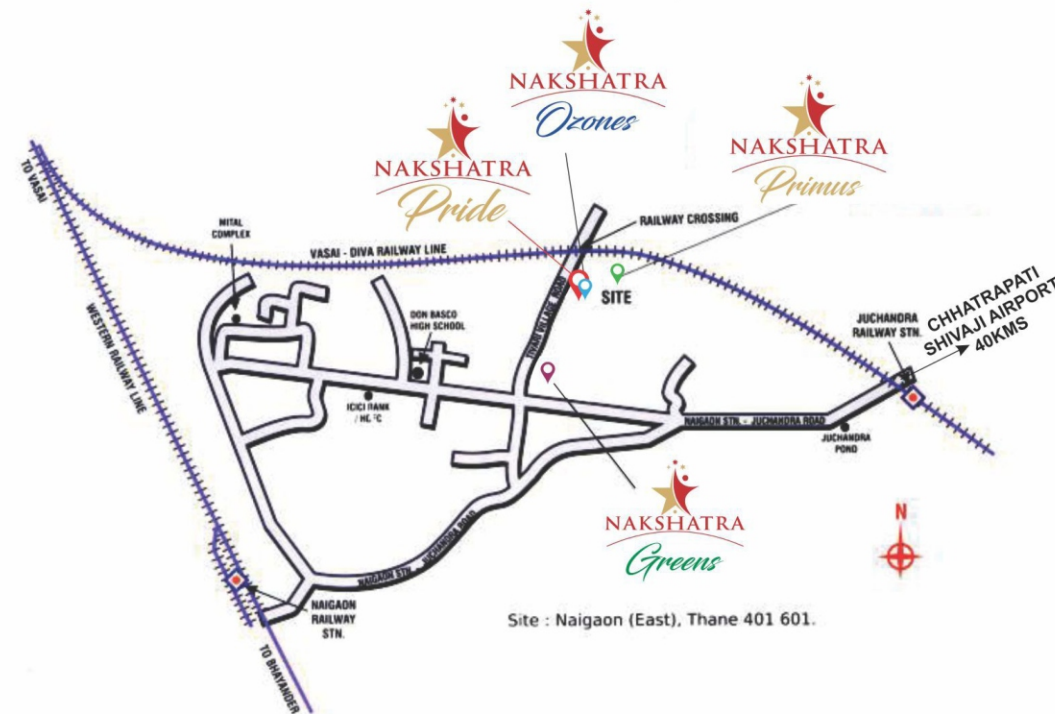 NAKSHATRA
Ozones
NAKSHATRA
Pride
NAKSHATRA
Primus
TO VASAI
MITAL
COMPLEX
RAILWAY CROSSING
VASAI - DIVA RAILWAY LINE
WESTERN RAILWAY LINE
DON BASCO
HIGH SCHOOL
VILLAGE ROAD
SITE
JUCHANDRA
RAILWAY STN.
CHHATRAPATI
SHIVAJI AIRPORT
40KMS
ICICI BANK
NAIGAON STN. - JUCHANDRA ROAD
JUCHANDRA
POND
NAKSHATRA
Greens
N
NAIGAON STN. - JUCHANDRA ROAD
NAIGAON
RAILWAY
STN.
Site : Naigaon (East), Thane 401 601.
TO BHAYANDER